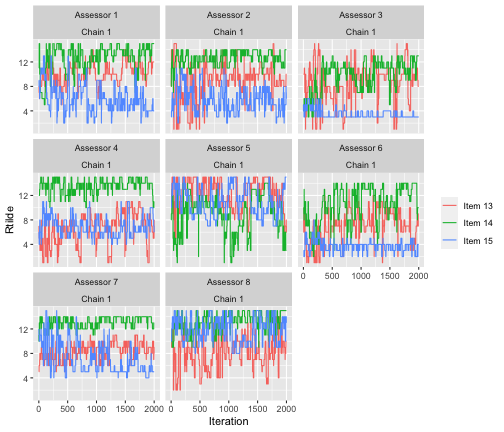 Assessor 1 Assessor 2 Assessor 3
Chain 1 Chain 1 Chain 1
12
8
4
Assessor 4 Assessor 5 Assessor 6
Chain 1 Chain 1 Chain 1
12
8
4
Rtilde
Item 13
Item 14
Item 15
0 500 1000 1500 2000
Assessor 7 Assessor 8
Chain 1 Chain 1
12
8
4
0 500 1000 1500 2000 0 500 1000 1500 2000
Iteration